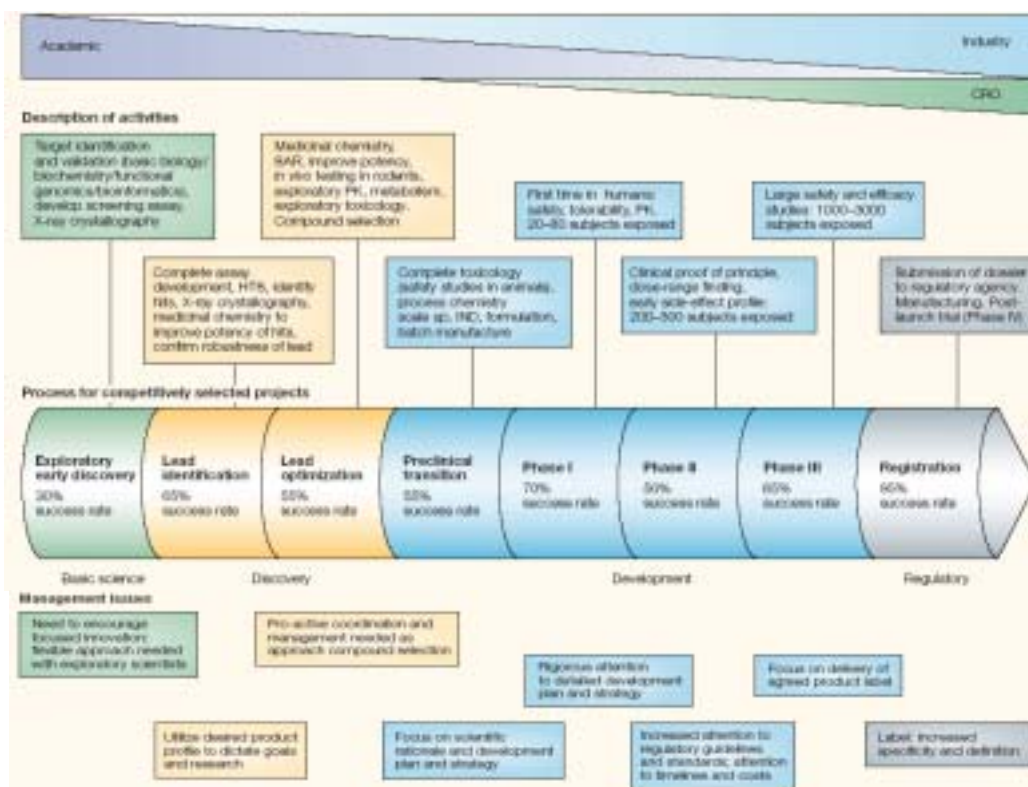 Academic
Industry
CRO
Description of activities
Target identification
and validation (basic biology/
biochemistry/functional
genomics/bioinformatics),
develop screening assay,
X-ray crystallography
Medicinal chemistry,
SAR, improve potency,
in vivo testing in rodents,
exploratory PK, metabolism,
exploratory toxicology.
Compound selection
First time in humans:
safety, tolerability, PK,
subjects exposed
Large safety and efficacy
studies: 1000–3000
subjects exposed
Complete assay
development, HTS, identify
hits, X-ray crystallography,
medicinal chemistry to
improve potency of hits,
confirm robustness of lead
Complete toxicology
safety studies in animals,
process chemistry
scale up, IND, formulation,
batch manufacture
Clinical proof of principle,
dose-range finding,
early side-effect profile:
subjects exposed
Submission of dossier
to regulatory agency.
Manufacturing. Post-
launch trial (Phase IV)
Process for competitively selected projects
Exploratory
early discovery
30%
success rate
Lead
identification
65%
success rate
Lead
optimization
55%
success rate
Preclinical
transition
55%
success rate
Phase I
70%
success rate
Phase II
50%
success rate
Phase III
65%
success rate
Registration
95%
success rate
Basic science
Discovery
Development
Regulatory
Management issues
Need to encourage
focused innovation:
flexible approach needed
with exploratory scientists
Pro-active coordination and
management needed as
approach compound selection
Rigorous attention
to detailed development
plan and strategy
Focus on delivery of
agreed product label
Utilize desired product
profile to dictate goals
and research
Focus on scientific
rationale and development
plan and strategy
Increased attention to
regulatory guidelines
and standards; attention
to timelines and costs
Label: increased
specificity and definition